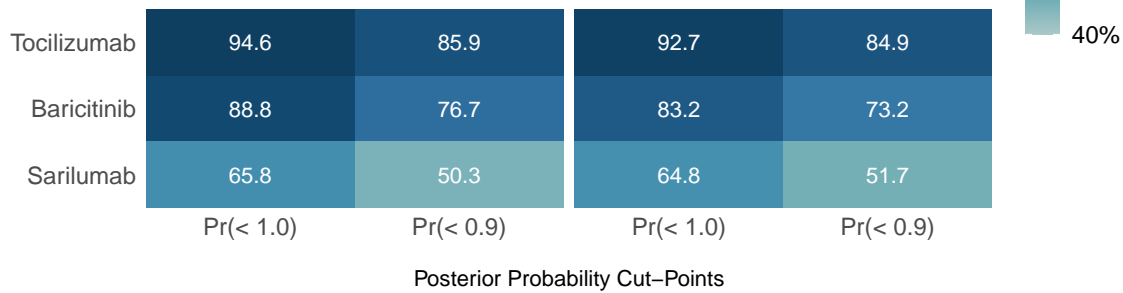 40%
Tocilizumab 94.6 85.9 92.7 84.9
Baricitinib 88.8 76.7 83.2 73.2
Sarilumab 65.8 50.3 64.8 51.7
Pr(< 1.0) Pr(< 0.9) Pr(< 1.0) Pr(< 0.9)
Posterior Probability Cut−Points